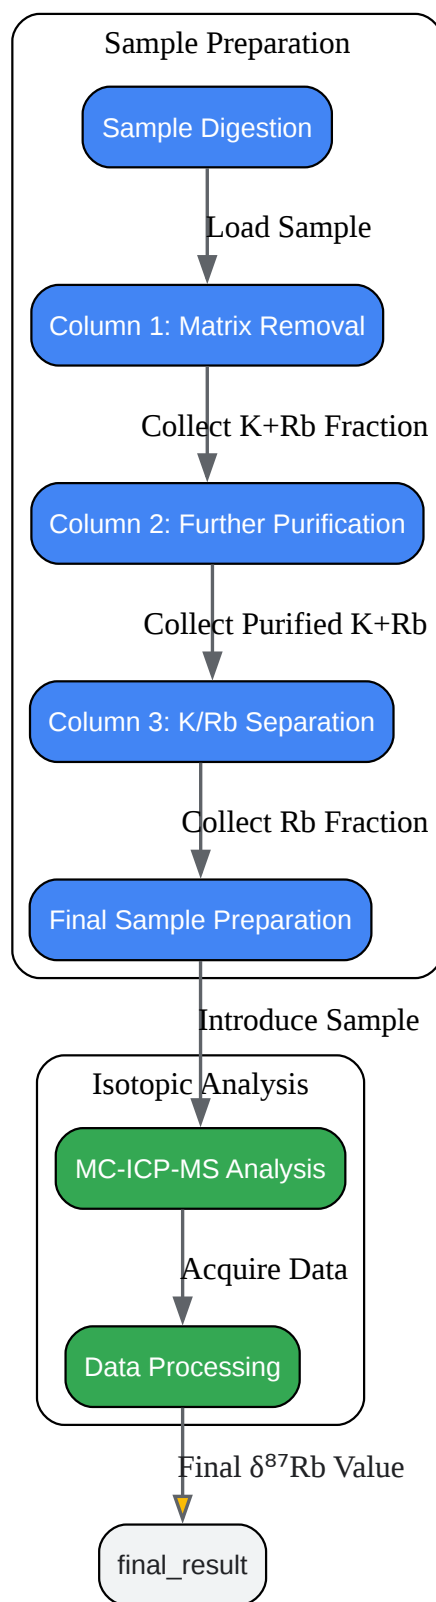 Sample Preparation
Sample Digestion
Load Sample
Column 1: Matrix Removal
Collect K+Rb Fraction
Column 2: Further Purification
Collect Purified K+Rb
Column 3: K/Rb Separation
Collect Rb Fraction
Final Sample Preparation
Introduce Sample
Isotopic Analysis
MC-ICP-MS Analysis
Acquire Data
Data Processing
Final δ⁸⁷Rb Value
final_result